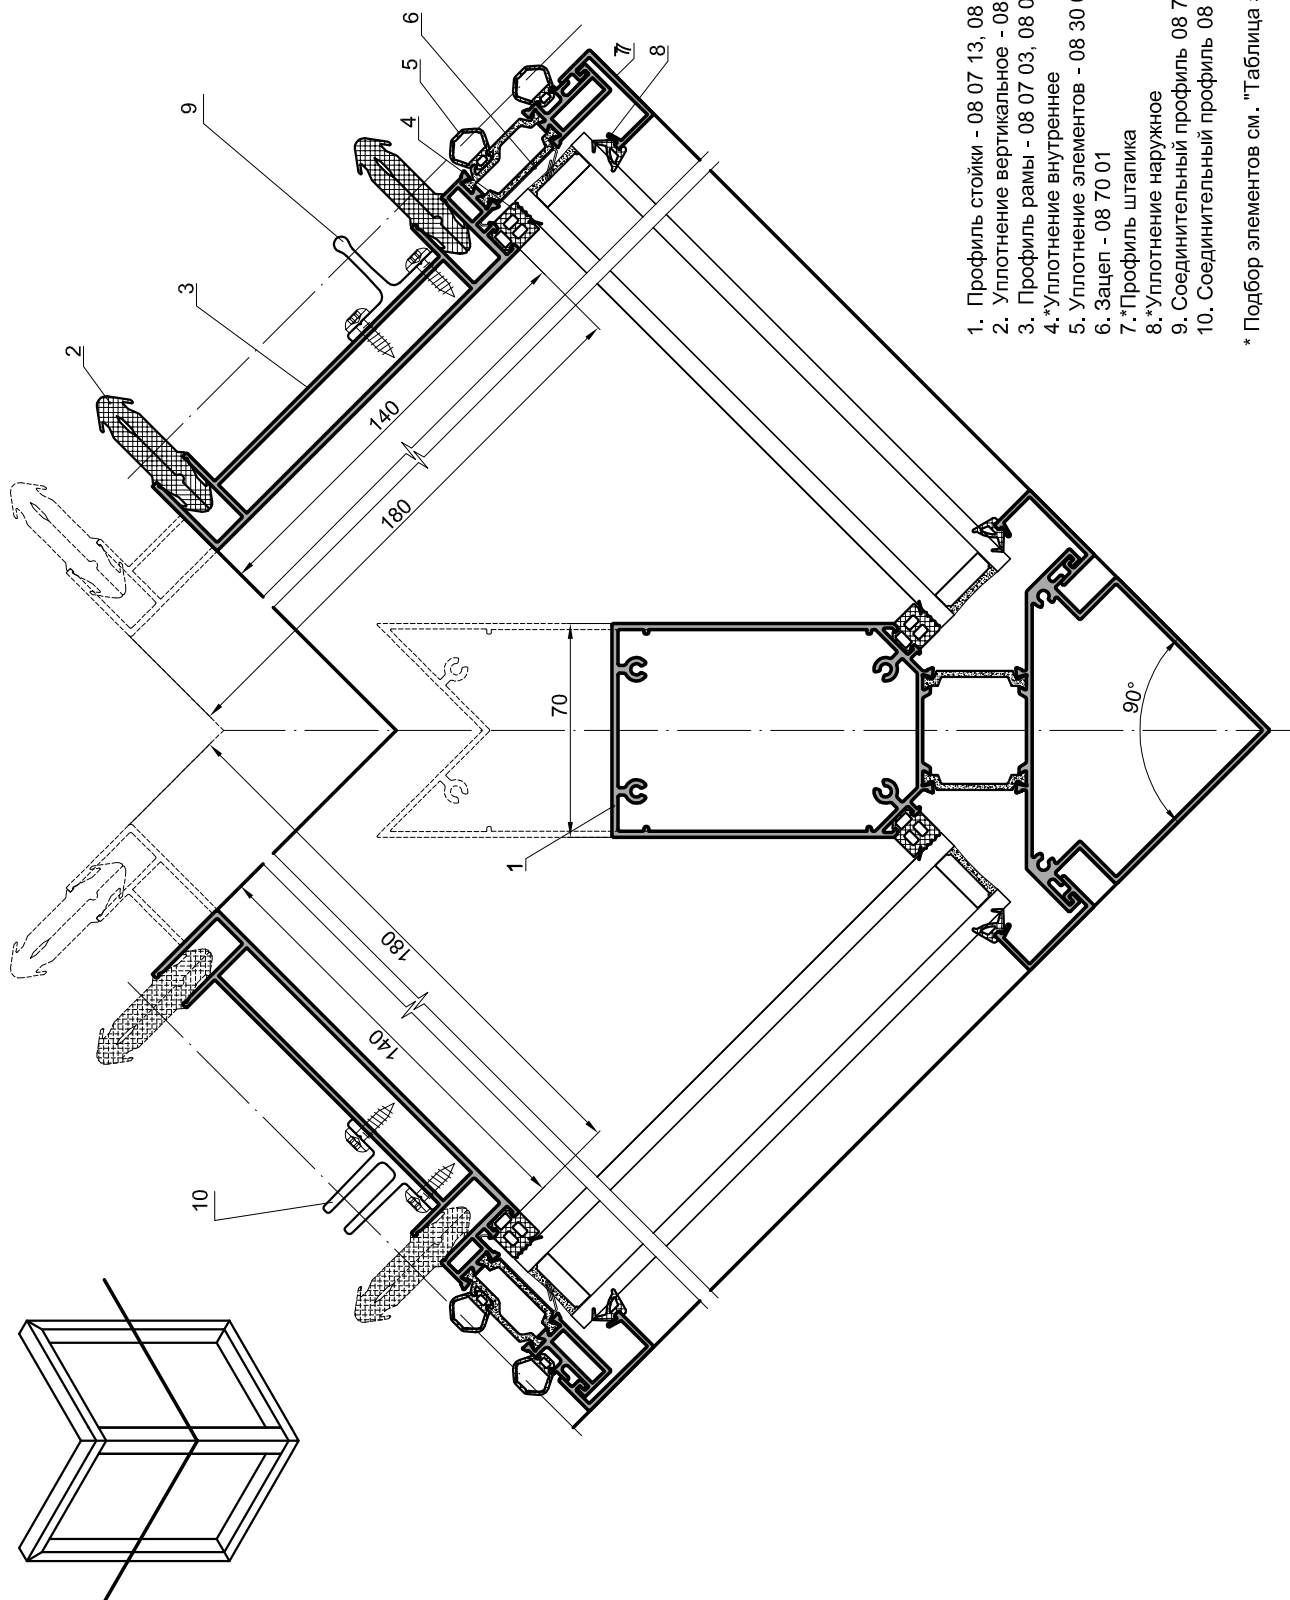 1. Профиль стойки - 08 07 13, 08
2. Уплотнение вертикальное - 08
3. Профиль рамы - 08 07 03, 08 0
4.*Уплотнение внутреннее
5. Уплотнение элементов - 08 30 0
6. Зацеп - 08 70 01
7.*Профиль штапика
8.*Уплотнение наружное
9. Соединительный профиль 08 7
10. Соединительный профиль 08
* Подбор элементов см. "Таблица
10
9
3
2
4
5
6
7
8
1
140
180
140
180
70
90°